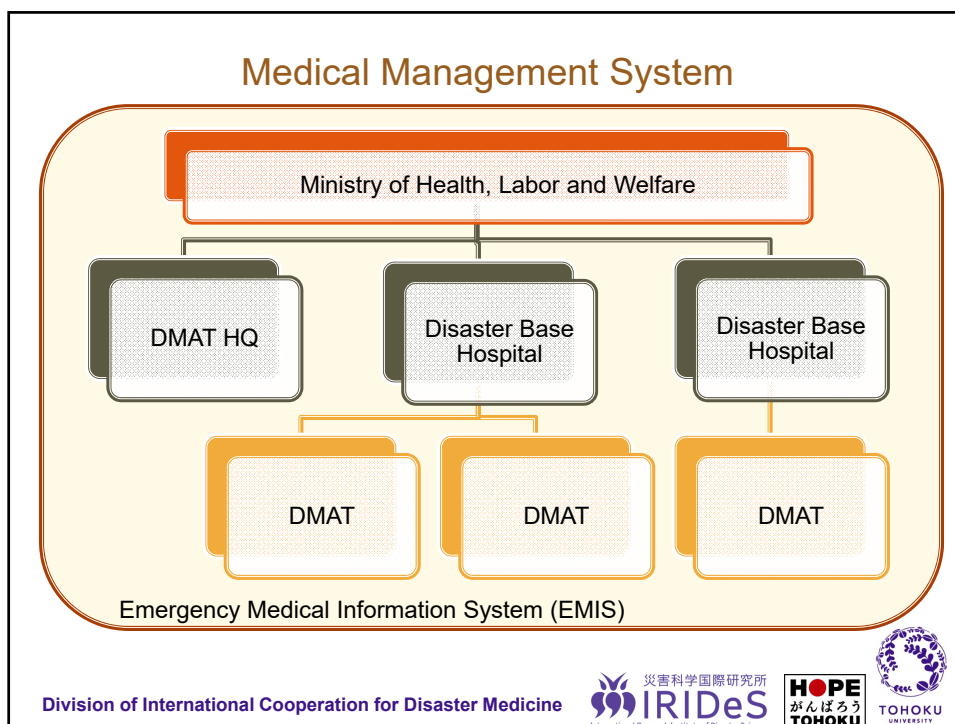 Medical Management System
Ministry of Health, Labor and Welfare
DMAT HQ
Disaster Base
Hospital
Disaster Base
Hospital
DMAT
DMAT
DMAT
Emergency Medical Information System (EMIS)
Division of International Cooperation for Disaster Medicine
災害科学国際研究所
IRIDeS
HOPE
がんばろう
TOHOKU
TOHOKU
UNIVERSITY